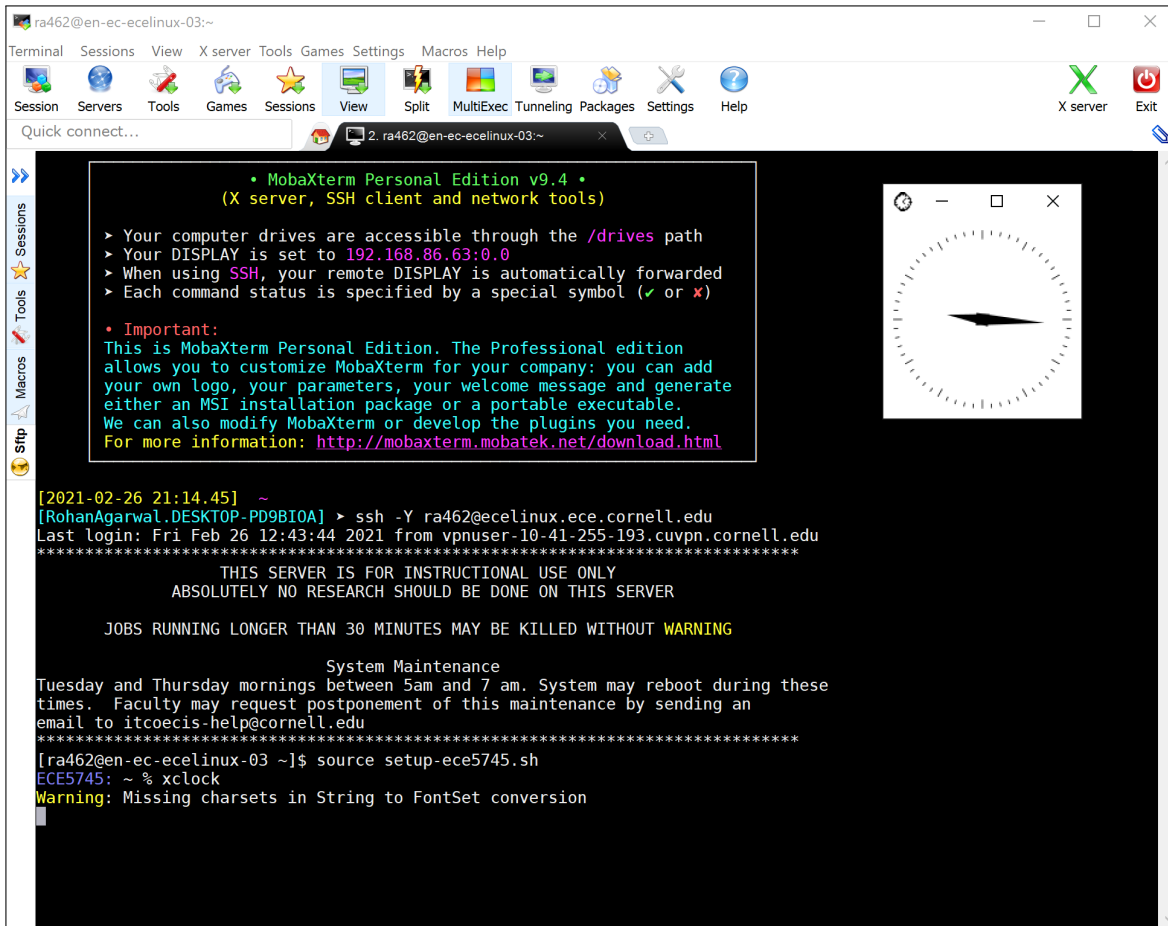 ra462@en-ec-ecelinux-03:~
Terminal Sessions View X server Tools Games Settings Macros Help
Session Servers Tools Games Sessions View Split MultiExec Tunneling Packages Settings Help X server Exit
Quick connect...
2. ra462@en-ec-ecelinux-03:~
Sessions
Tools
Macros
Sftp
• MobaXterm Personal Edition v9.4 •
(X server, SSH client and network tools)
➤ Your computer drives are accessible through the /drives path
➤ Your DISPLAY is set to 192.168.86.63:0.0
➤ When using SSH, your remote DISPLAY is automatically forwarded
➤ Each command status is specified by a special symbol (✔ or ✘)
• Important:
This is MobaXterm Personal Edition. The Professional edition
allows you to customize MobaXterm for your company: you can add
your own logo, your parameters, your welcome message and generate
either an MSI installation package or a portable executable.
We can also modify MobaXterm or develop the plugins you need.
For more information: http://mobaxterm.mobatek.net/download.html
[2021-02-26 21:14.45] ~
[RohanAgarwal.DESKTOP-PD9BIOA] ➤ ssh -Y ra462@ecelinux.ece.cornell.edu
Last login: Fri Feb 26 12:43:44 2021 from vpnuser-10-41-255-193.cuvpn.cornell.edu
*******************************************************************************
THIS SERVER IS FOR INSTRUCTIONAL USE ONLY
ABSOLUTELY NO RESEARCH SHOULD BE DONE ON THIS SERVER
JOBS RUNNING LONGER THAN 30 MINUTES MAY BE KILLED WITHOUT WARNING
System Maintenance
Tuesday and Thursday mornings between 5am and 7 am. System may reboot during these
times.  Faculty may request postponement of this maintenance by sending an
email to itcoecis-help@cornell.edu
*******************************************************************************
[ra462@en-ec-ecelinux-03 ~]$ source setup-ece5745.sh
ECE5745: ~ % xclock
Warning: Missing charsets in String to FontSet conversion